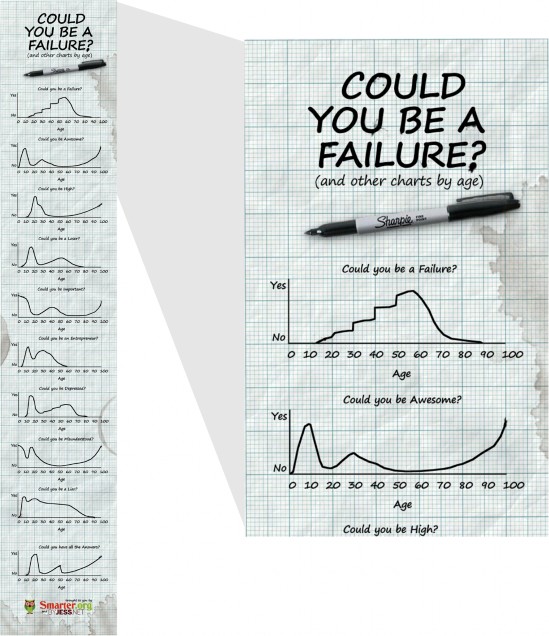 COULD
YOU BE A
FAILURE?
(and other charts by age)
Could you be a Failure?
Yes
No
0 10 20 30 40 50 60 70 80 90 100
Age
Could you be Awesome?
Yes
No
0 10 20 30 40 50 60 70 80 90 100
Age
Could you be High?
Yes
No
0 10 20 30 40 50 60 70 80 90 100
Age
Could you be a Loser?
Yes
No
0 10 20 30 40 50 60 70 80 90 100
Age
Could you be Important?
Yes
No
0 10 20 30 40 50 60 70 80 90 100
Age
Could you be an Entrepreneur?
Yes
No
0 10 20 30 40 50 60 70 80 90 100
Age
Could you be Depressed?
Yes
No
0 10 20 30 40 50 60 70 80 90 100
Age
Could you be Misunderstood?
Yes
No
0 10 20 30 40 50 60 70 80 90 100
Age
Could you be a Liar?
Yes
No
0 10 20 30 40 50 60 70 80 90 100
Age
Could you have all the Answers?
Yes
No
0 10 20 30 40 50 60 70 80 90 100
Age
brought to you by
Smarter.org
and BYJESS.NET
COULD
YOU BE A
FAILURE?
(and other charts by age)
Sharpie
Could you be a Failure?
Yes
No
0 10 20 30 40 50 60 70 80 90 100
Age
Could you be Awesome?
Yes
No
0 10 20 30 40 50 60 70 80 90 100
Age
Could you be High?